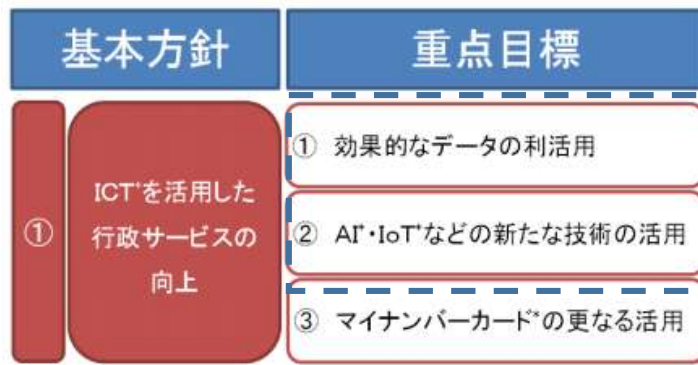 基本方針
重点目標
①
ICT*を活用した
行政サービスの
向上
① 効果的なデータの利活用
② AI*・IoT*などの新たな技術の活用
③ マイナンバーカード*の更なる活用